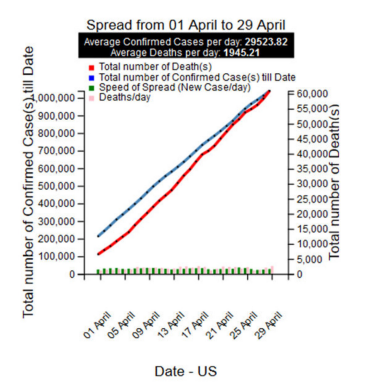 Spread from 01 April to 29 April
Average Confirmed Cases per day: 29523.82
Average Deaths per day: 1945.21
Total number of Death(s)
Total number of Confirmed Case(s) till Date
Speed of Spread (New Case/day)
Deaths/day
Total number of Confirmed Case(s) till Date
1,000,000
900,000
800,000
700,000
600,000
500,000
400,000
300,000
200,000
100,000
0
60,000
55,000
50,000
45,000
40,000
35,000
30,000
25,000
20,000
15,000
10,000
5,000
0
Total number of Death(s)
01 April
05 April
09 April
13 April
17 April
21 April
25 April
29 April
Date - US